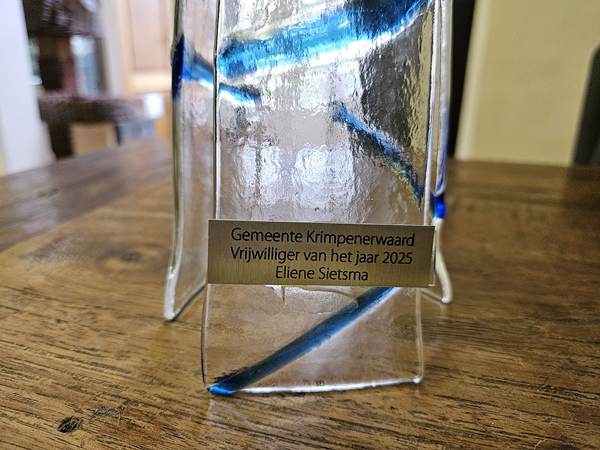 Gemeente Krimpenerwaard
Vrijwilliger van het jaar 2025
Eliene Sietsma